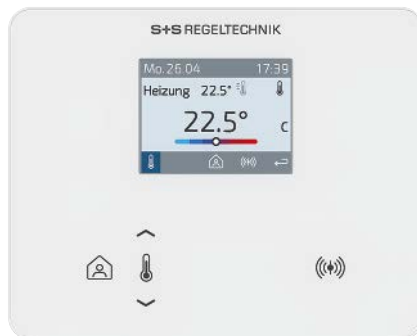 S+S REGELTECHNIK
Mo.26.04 17:39
Heizung 22.5°
22.5° C